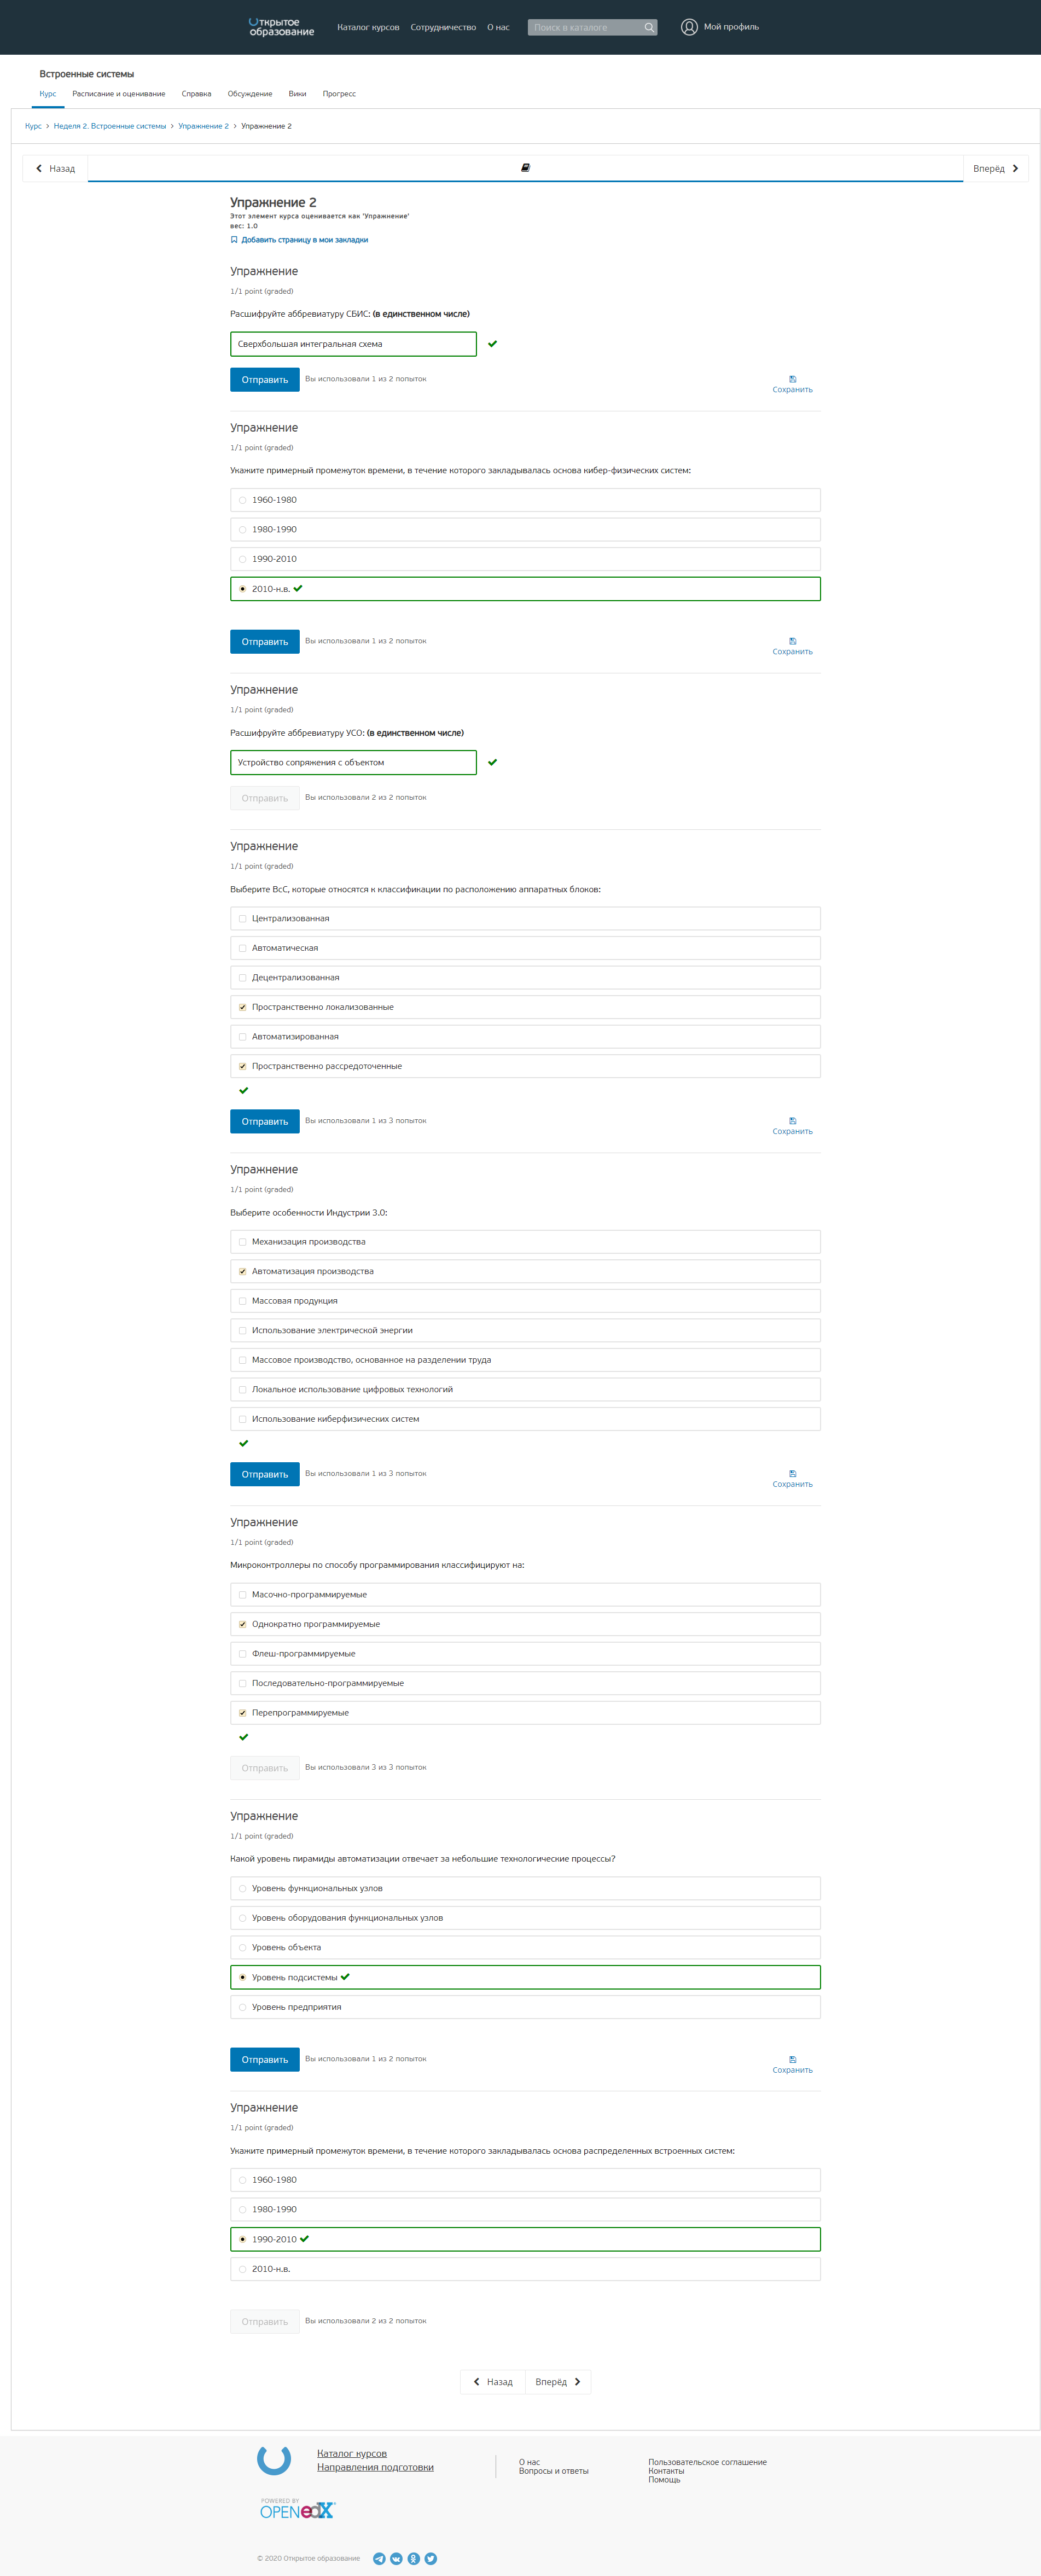 Открытое
образование
Каталог курсов
Сотрудничество
О нас
Поиск в каталоге
Мой профиль
Встроенные системы
Курс
Расписание и оценивание
Справка
Обсуждение
Вики
Прогресс
Курс > Неделя 2. Встроенные системы > Упражнение 2 > Упражнение 2
Назад
Вперёд
Упражнение 2
Этот элемент курса оценивается как 'Упражнение'
вес: 1.0
Добавить страницу в мои закладки
Упражнение
1/1 point (graded)
Расшифруйте аббревиатуру СБИС: (в единственном числе)
Сверхбольшая интегральная схема
Отправить
Вы использовали 1 из 2 попыток
Сохранить
Упражнение
1/1 point (graded)
Укажите примерный промежуток времени, в течение которого закладывалась основа кибер-физических систем:
1960-1980
1980-1990
1990-2010
2010-н.в.
Отправить
Вы использовали 1 из 2 попыток
Сохранить
Упражнение
1/1 point (graded)
Расшифруйте аббревиатуру УСО: (в единственном числе)
Устройство сопряжения с объектом
Отправить
Вы использовали 2 из 2 попыток
Упражнение
1/1 point (graded)
Выберите ВсС, которые относятся к классификации по расположению аппаратных блоков:
Централизованная
Автоматическая
Децентрализованная
Пространственно локализованные
Автоматизированная
Пространственно рассредоточенные
Отправить
Вы использовали 1 из 3 попыток
Сохранить
Упражнение
1/1 point (graded)
Выберите особенности Индустрии 3.0:
Механизация производства
Автоматизация производства
Массовая продукция
Использование электрической энергии
Массовое производство, основанное на разделении труда
Локальное использование цифровых технологий
Использование киберфизических систем
Отправить
Вы использовали 1 из 3 попыток
Сохранить
Упражнение
1/1 point (graded)
Микроконтроллеры по способу программирования классифицируют на:
Масочно-программируемые
Однократно программируемые
Флеш-программируемые
Последовательно-программируемые
Перепрограммируемые
Отправить
Вы использовали 3 из 3 попыток
Упражнение
1/1 point (graded)
Какой уровень пирамиды автоматизации отвечает за небольшие технологические процессы?
Уровень функциональных узлов
Уровень оборудования функциональных узлов
Уровень объекта
Уровень подсистемы
Уровень предприятия
Отправить
Вы использовали 1 из 2 попыток
Сохранить
Упражнение
1/1 point (graded)
Укажите примерный промежуток времени, в течение которого закладывалась основа распределенных встроенных систем:
1960-1980
1980-1990
1990-2010
2010-н.в.
Отправить
Вы использовали 2 из 2 попыток
Назад
Вперёд
Каталог курсов
Направления подготовки
О нас
Вопросы и ответы
Пользовательское соглашение
Контакты
Помощь
POWERED BY
OPEN edX
© 2020 Открытое образование